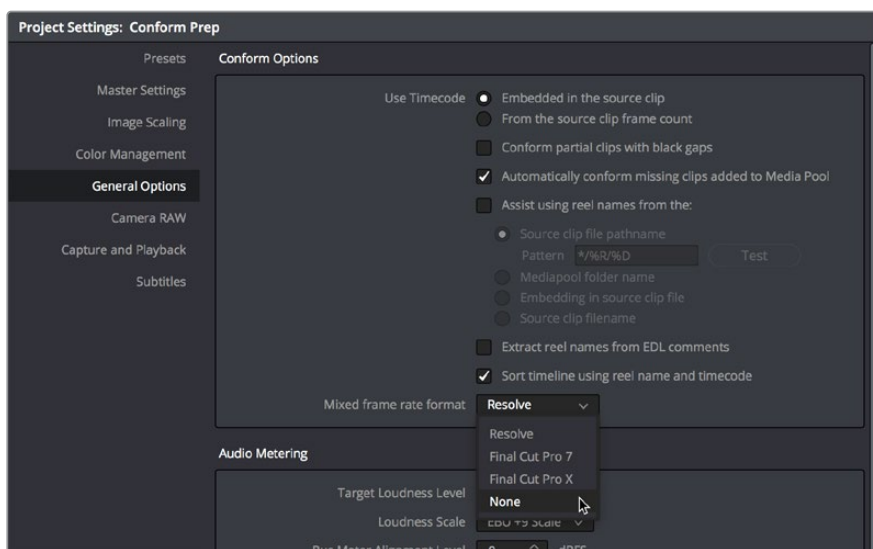 Project Settings: Conform Prep
Presets
Master Settings
Image Scaling
Color Management
General Options
Camera RAW
Capture and Playback
Subtitles
Conform Options
Use Timecode Embedded in the source clip
From the source clip frame count
Conform partial clips with black gaps
Automatically conform missing clips added to Media Pool
Assist using reel names from the:
Source clip file pathname
Pattern */%R/%D Test
Mediapool folder name
Embedding in source clip file
Source clip filename
Extract reel names from EDL comments
Sort timeline using reel name and timecode
Mixed frame rate format Resolve
Resolve
Final Cut Pro 7
Final Cut Pro X
None
Audio Metering
Target Loudness Level
Loudness Scale EBU +9 Scale